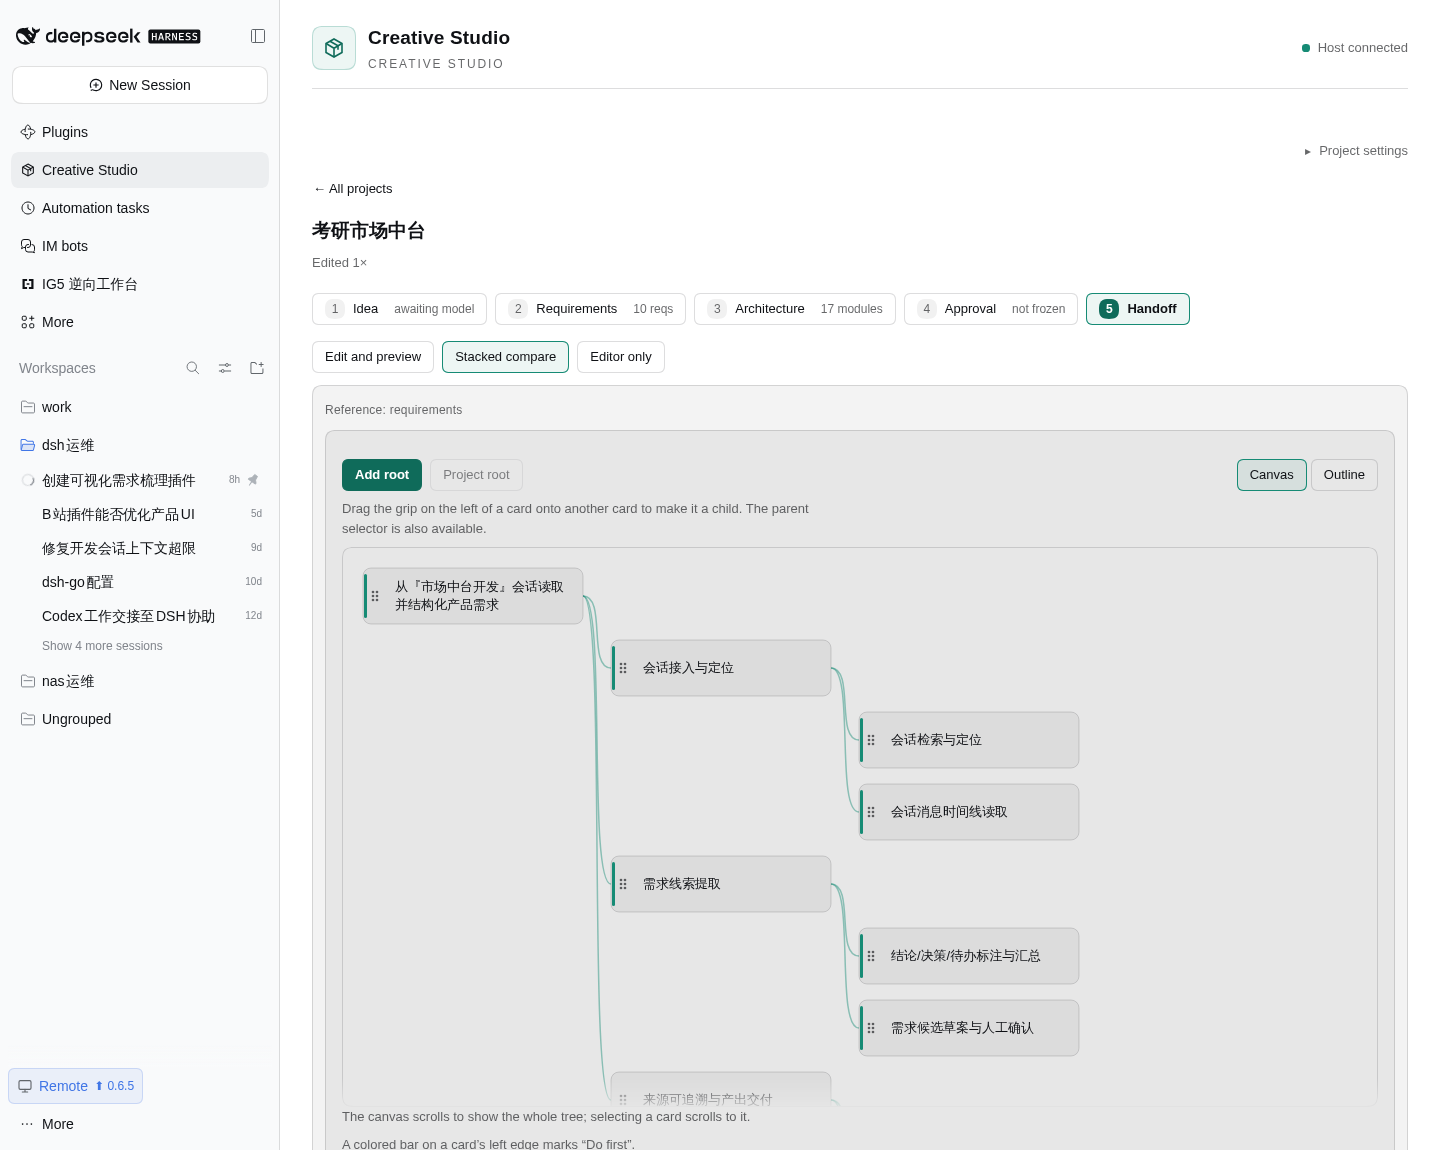 deepseek HARNESS
New Session
Plugins
Creative Studio
Automation tasks
IM bots
IG5 逆向工作台
More
Workspaces
work
dsh运维
创建可视化需求梳理插件 8h
B站插件能否优化产品UI 5d
修复开发会话上下文超限 9d
dsh-go配置 10d
Codex工作交接至DSH协助 12d
Show 4 more sessions
nas运维
Ungrouped
Remote ⬆ 0.6.5
More
Creative Studio
CREATIVE STUDIO
Host connected
▸ Project settings
← All projects
考研市场中台
Edited 1×
1 Idea awaiting model
2 Requirements 10 reqs
3 Architecture 17 modules
4 Approval not frozen
5 Handoff
Edit and preview
Stacked compare
Editor only
Reference: requirements
Add root
Project root
Canvas
Outline
Drag the grip on the left of a card onto another card to make it a child. The parent
selector is also available.
从『市场中台开发』会话读取
并结构化产品需求
会话接入与定位
会话检索与定位
会话消息时间线读取
需求线索提取
结论/决策/待办标注与汇总
需求候选草案与人工确认
来源可追溯与产出交付
The canvas scrolls to show the whole tree; selecting a card scrolls to it.
A colored bar on a card's left edge marks “Do first”.